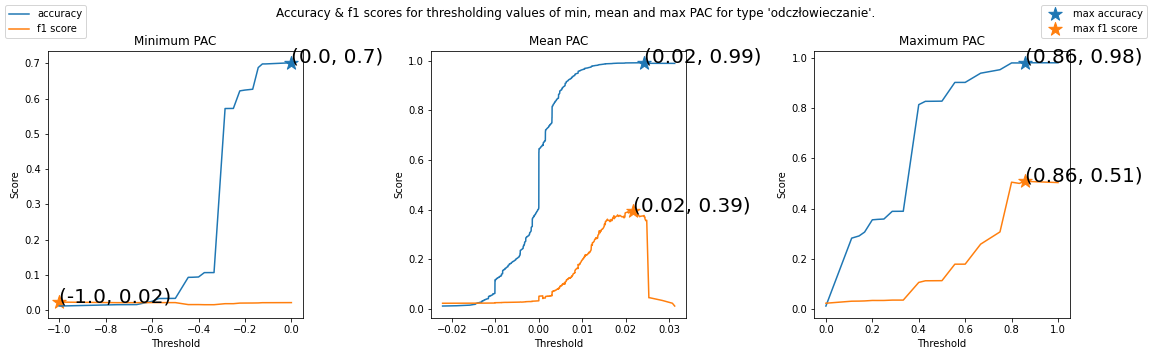 Accuracy & f1 scores for thresholding values of min, mean and max PAC for type 'odczłowieczanie'.
accuracy
f1 score
max accuracy
max f1 score
Minimum PAC
(0.0, 0.7)
(-1.0, 0.02)
0.7
0.6
0.5
0.4
0.3
0.2
0.1
0.0
Score
−1.0 −0.8 −0.6 −0.4 −0.2 0.0
Threshold
Mean PAC
(0.02, 0.99)
(0.02, 0.39)
1.0
0.8
0.6
0.4
0.2
0.0
Score
−0.02 −0.01 0.00 0.01 0.02 0.03
Threshold
Maximum PAC
(0.86, 0.98)
(0.86, 0.51)
1.0
0.8
0.6
0.4
0.2
0.0
Score
0.0 0.2 0.4 0.6 0.8 1.0
Threshold